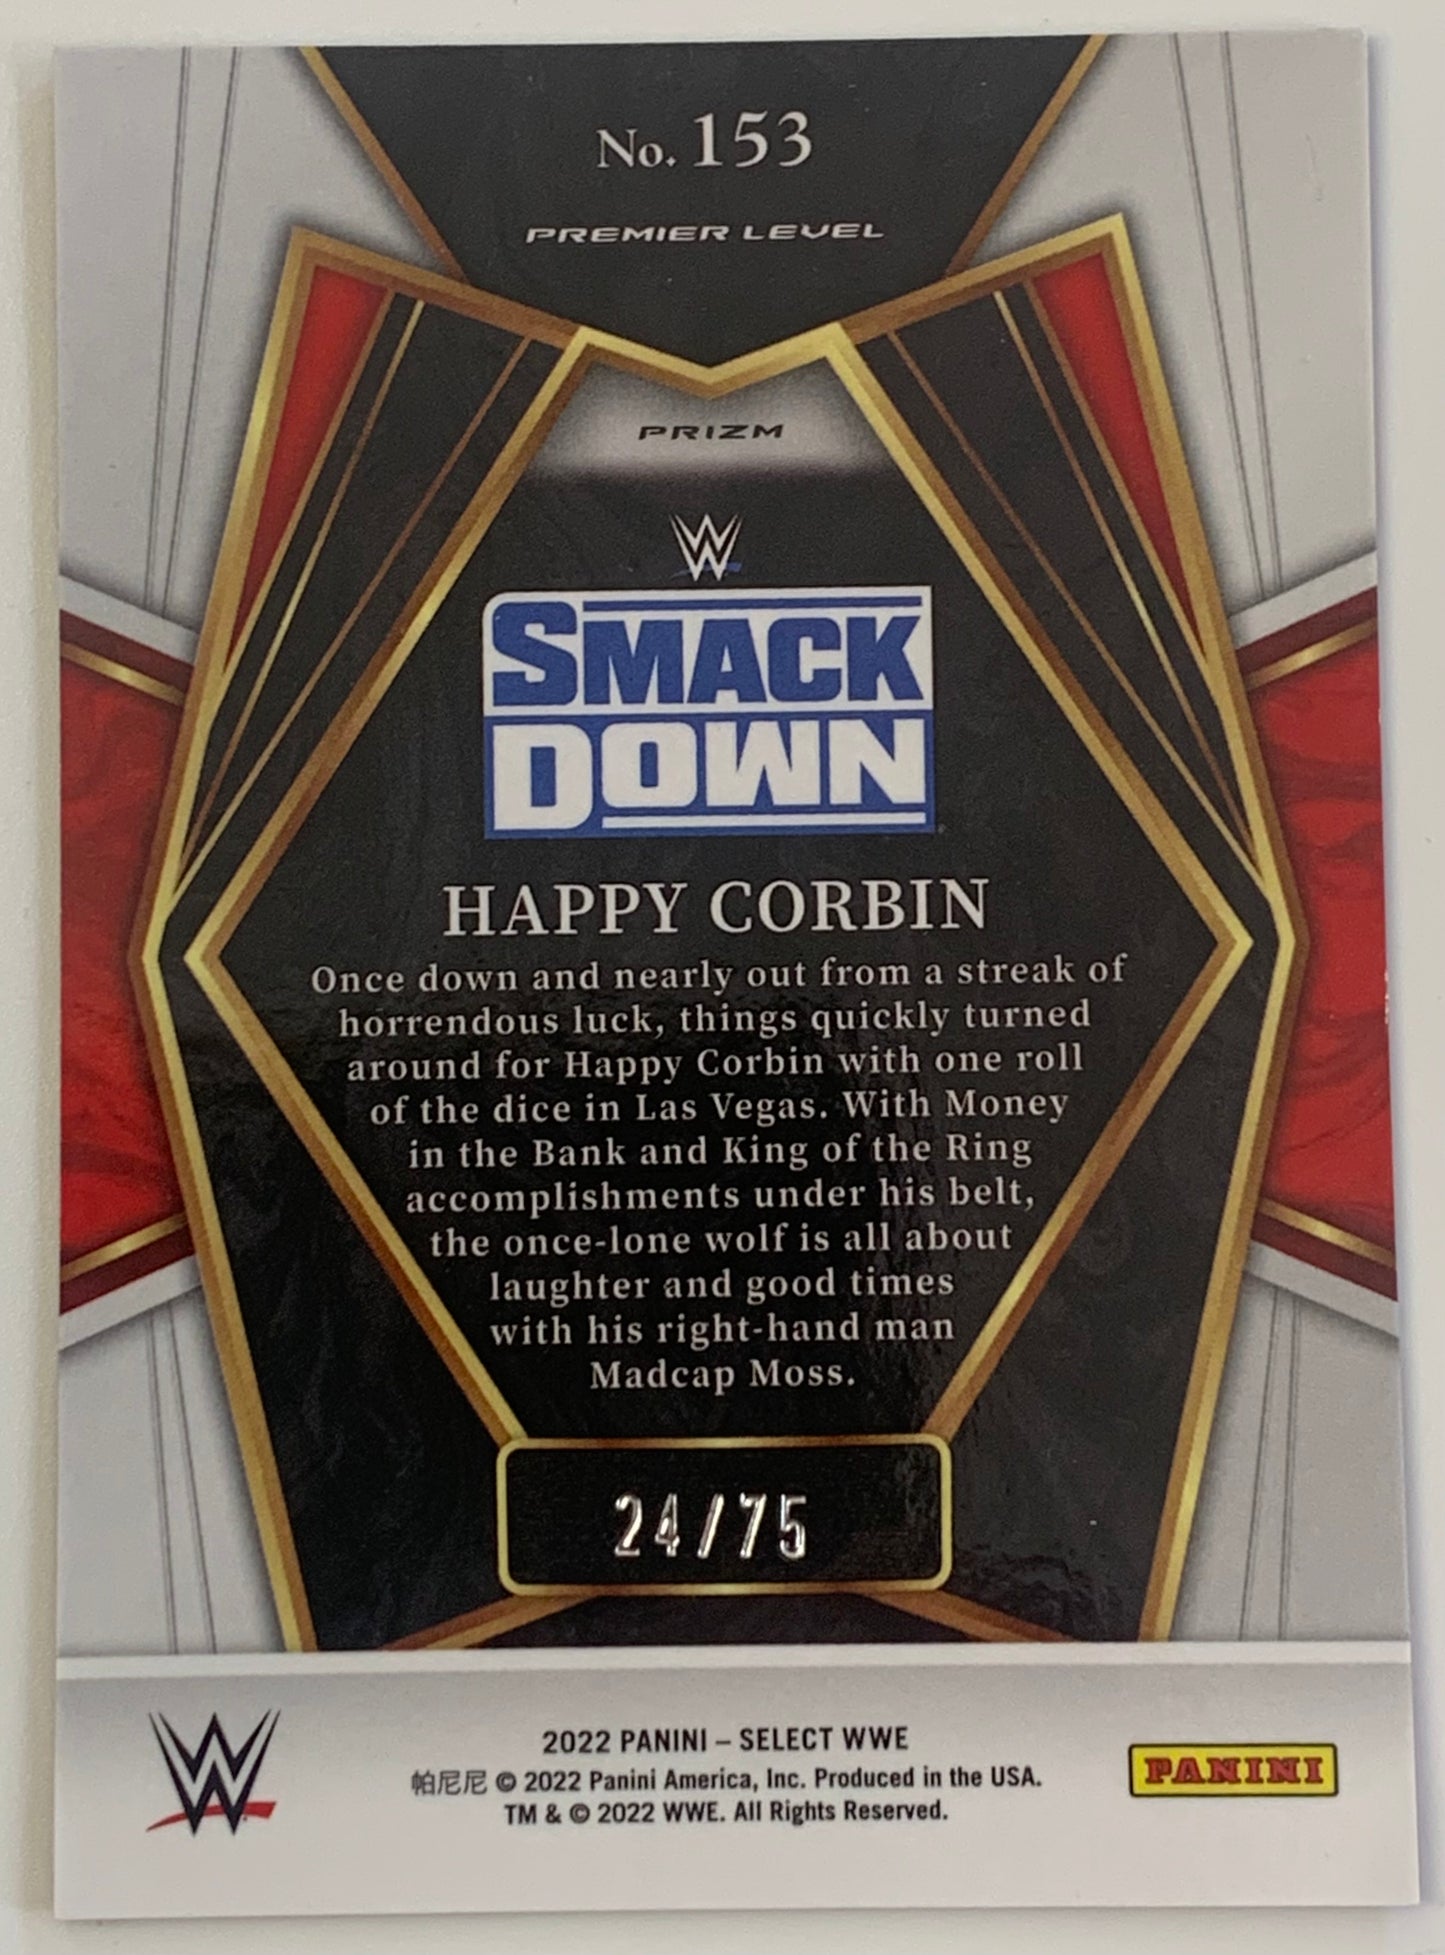 No. 153
PREMIER LEVEL
PRIZM
W
SMACK
DOWN
HAPPY CORBIN
Once down and nearly out from a streak of
horrendous luck, things quickly turned
around for Happy Corbin with one roll
of the dice in Las Vegas. With Money
in the Bank and King of the Ring
accomplishments under his belt,
the once-lone wolf is all about
laughter and good times
with his right-hand man
Madcap Moss.
24/75
W
2022 PANINI – SELECT WWE
帕尼尼 © 2022 Panini America, Inc. Produced in the USA.
TM & © 2022 WWE. All Rights Reserved.
PANINI